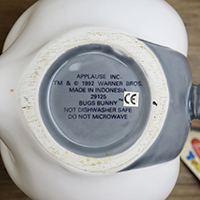 APPLAUSE INC.
TM & © 1992 WARNER BROS.
MADE IN INDONESIA
29125
BUGS BUNNY
NOT DISHWASHER SAFE
DO NOT MICROWAVE
CE